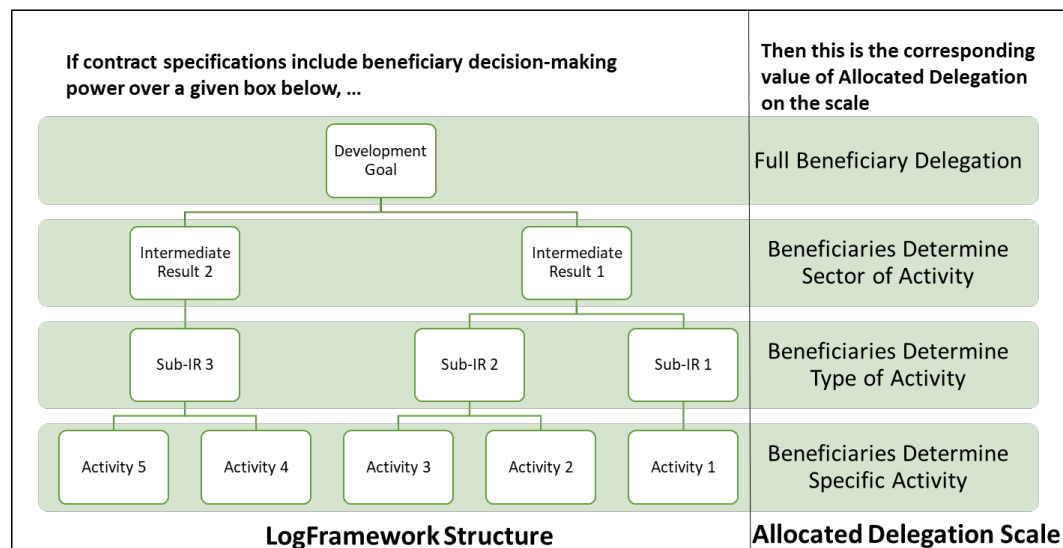 If contract specifications include beneficiary decision-making
power over a given box below, ...
Then this is the corresponding
value of Allocated Delegation
on the scale
Development
Goal
Full Beneficiary Delegation
Intermediate
Result 2
Intermediate
Result 1
Beneficiaries Determine
Sector of Activity
Sub-IR 3
Sub-IR 2
Sub-IR 1
Beneficiaries Determine
Type of Activity
Activity 5
Activity 4
Activity 3
Activity 2
Activity 1
Beneficiaries Determine
Specific Activity
LogFramework Structure
Allocated Delegation Scale